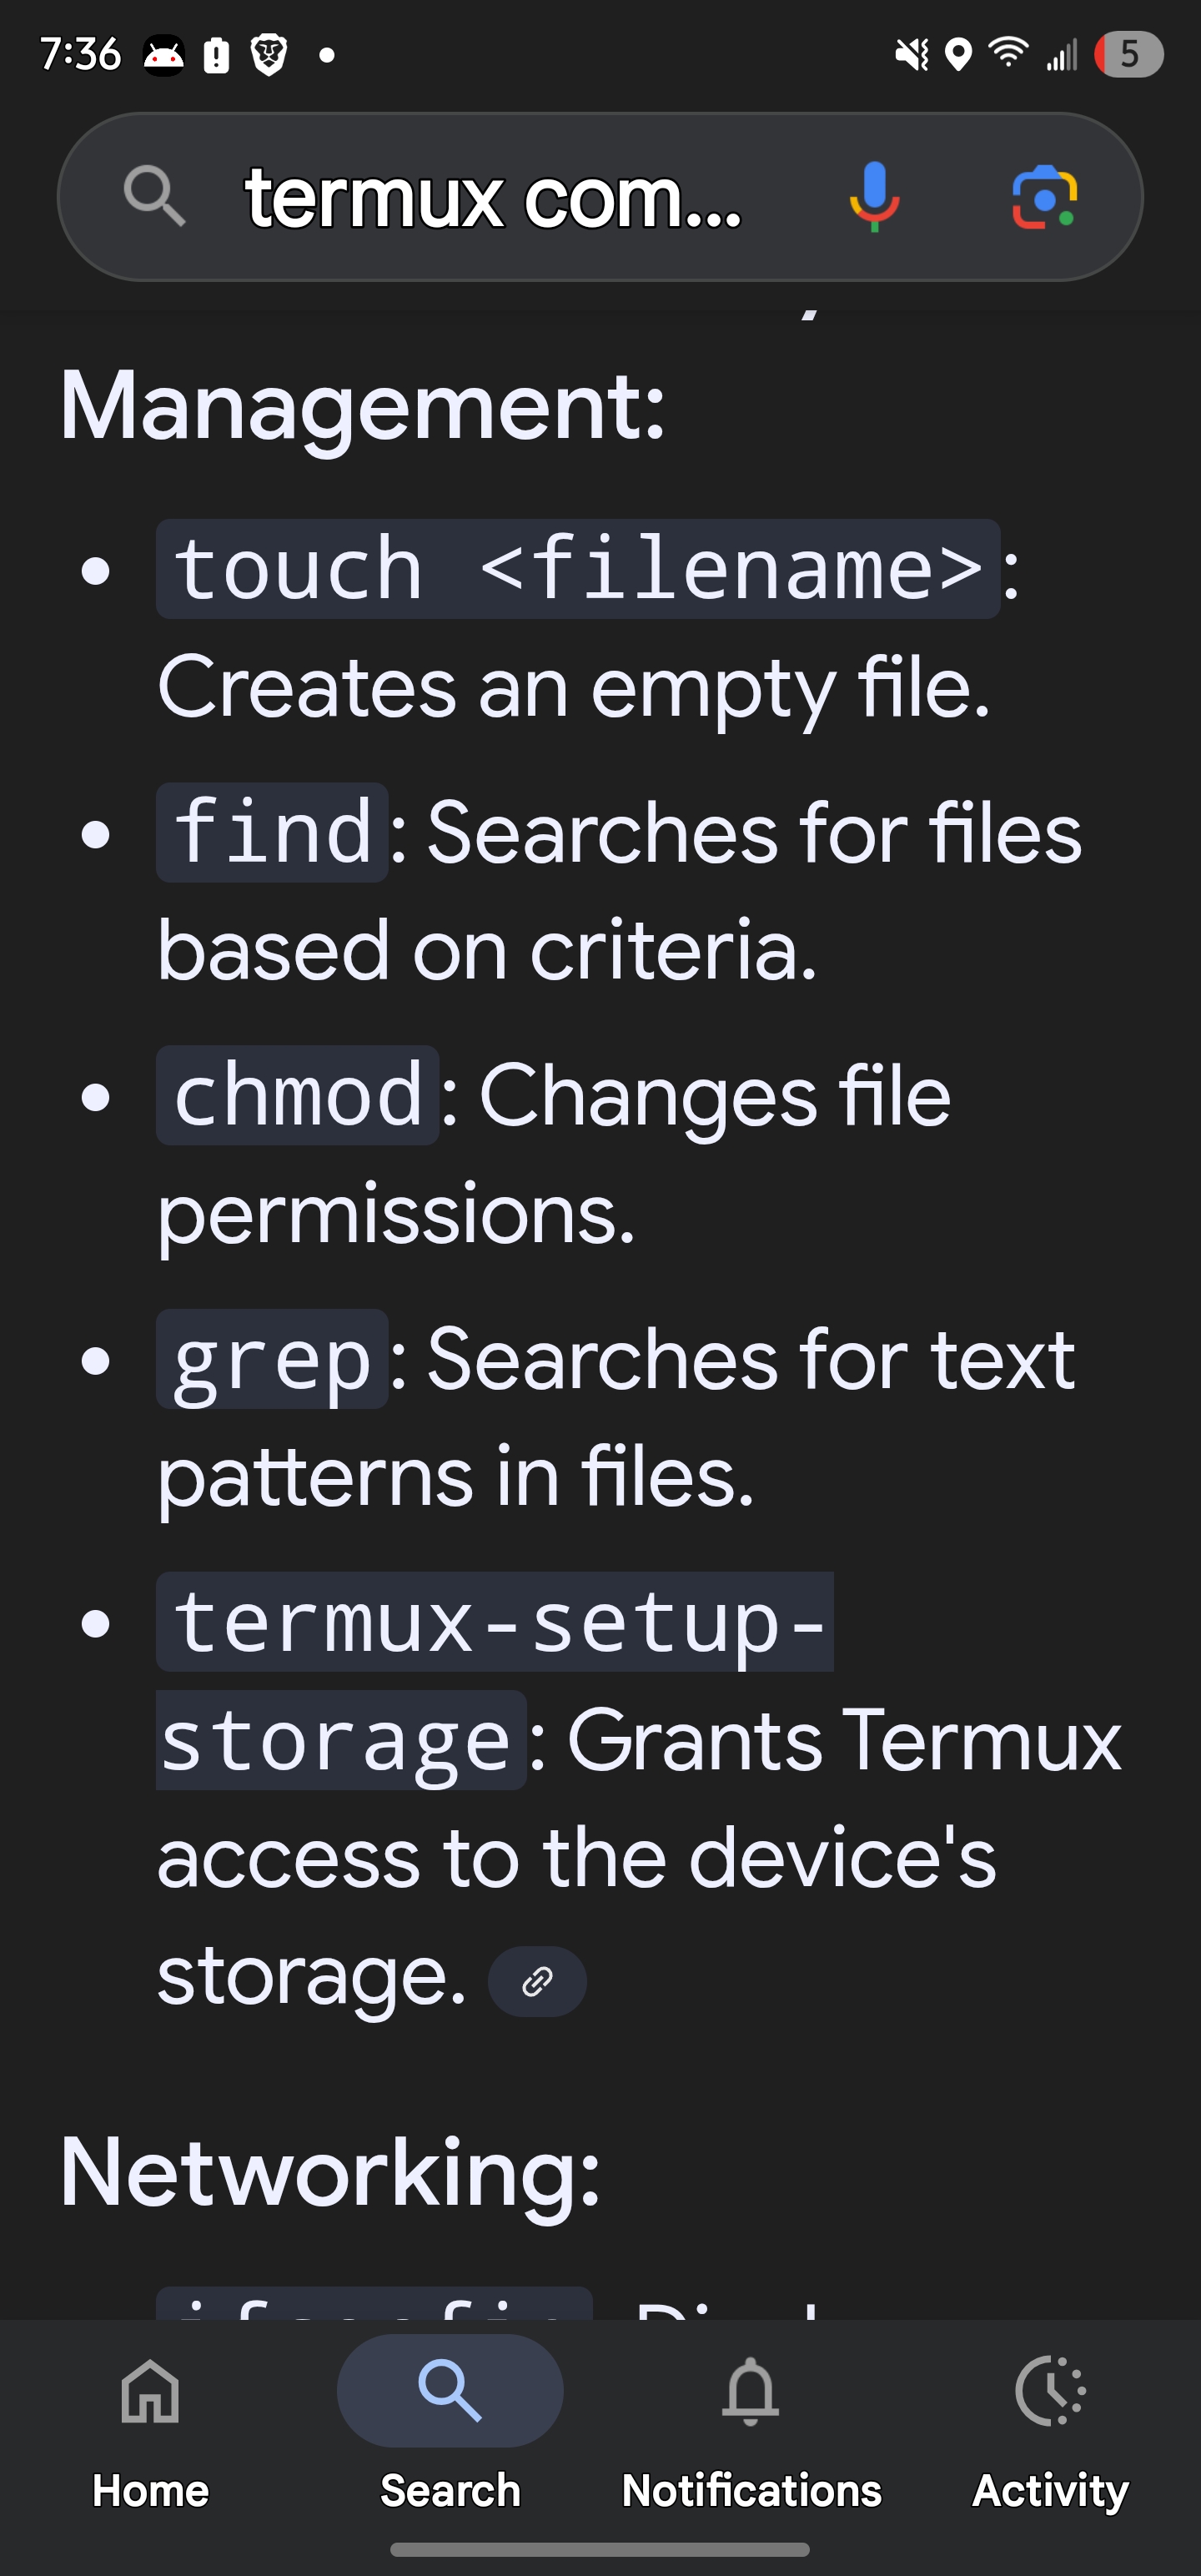 7:36
5
termux com...
Management:
touch <filename>:
Creates an empty file.
find: Searches for files
based on criteria.
chmod: Changes file
permissions.
grep: Searches for text
patterns in files.
termux-setup-
storage: Grants Termux
access to the device's
storage.
Networking:
Home
Search
Notifications
Activity